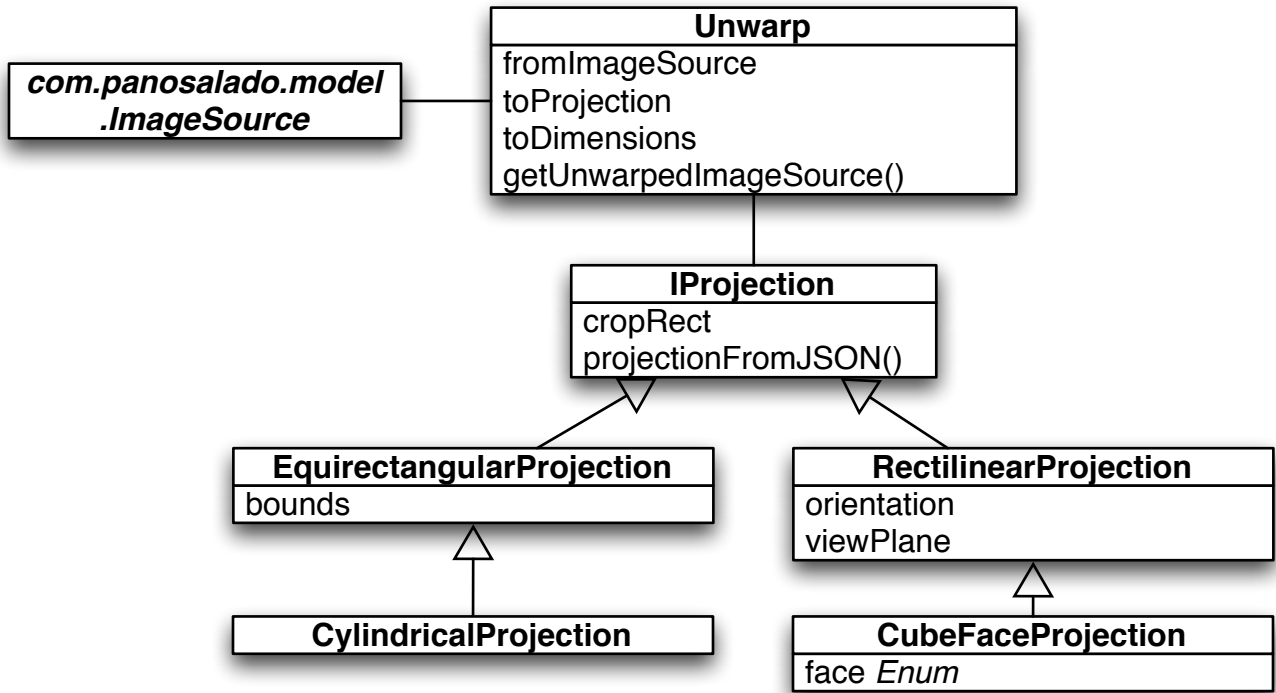 Unwarp
fromImageSource
toProjection
toDimensions
getUnwarpedImageSource()
com.panosalado.model
.ImageSource
IProjection
cropRect
projectionFromJSON()
EquirectangularProjection
bounds
RectilinearProjection
orientation
viewPlane
CylindricalProjection
CubeFaceProjection
face Enum